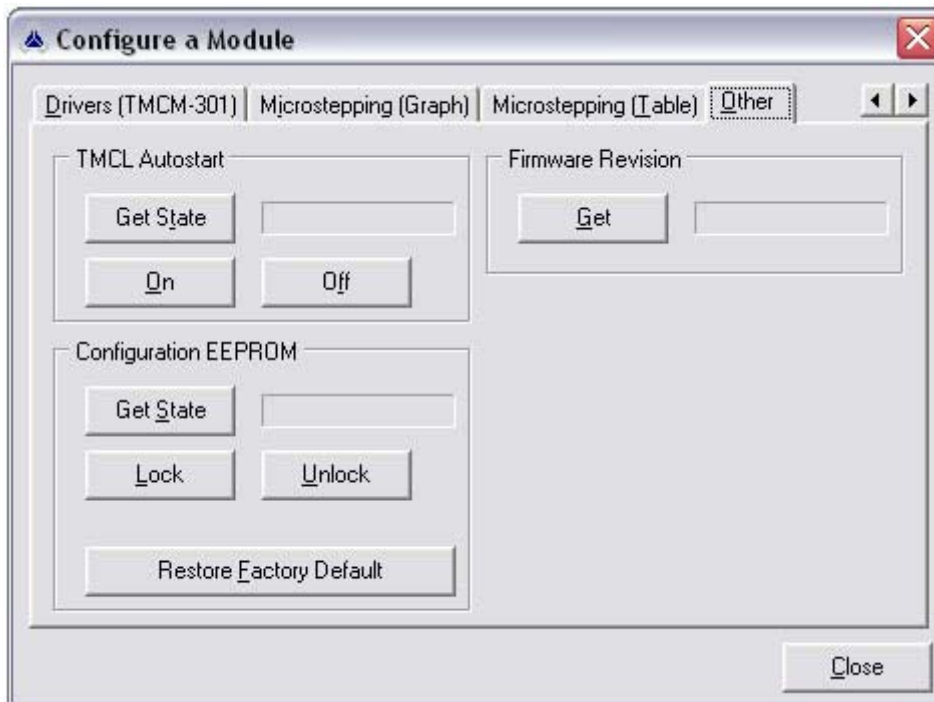 Configure a Module
Drivers (TMCM-301) Microstepping (Graph) Microstepping (Table) Other
TMCL Autostart
Get State
On Off
Firmware Revision
Get
Configuration EEPROM
Get State
Lock Unlock
Restore Factory Default
Close